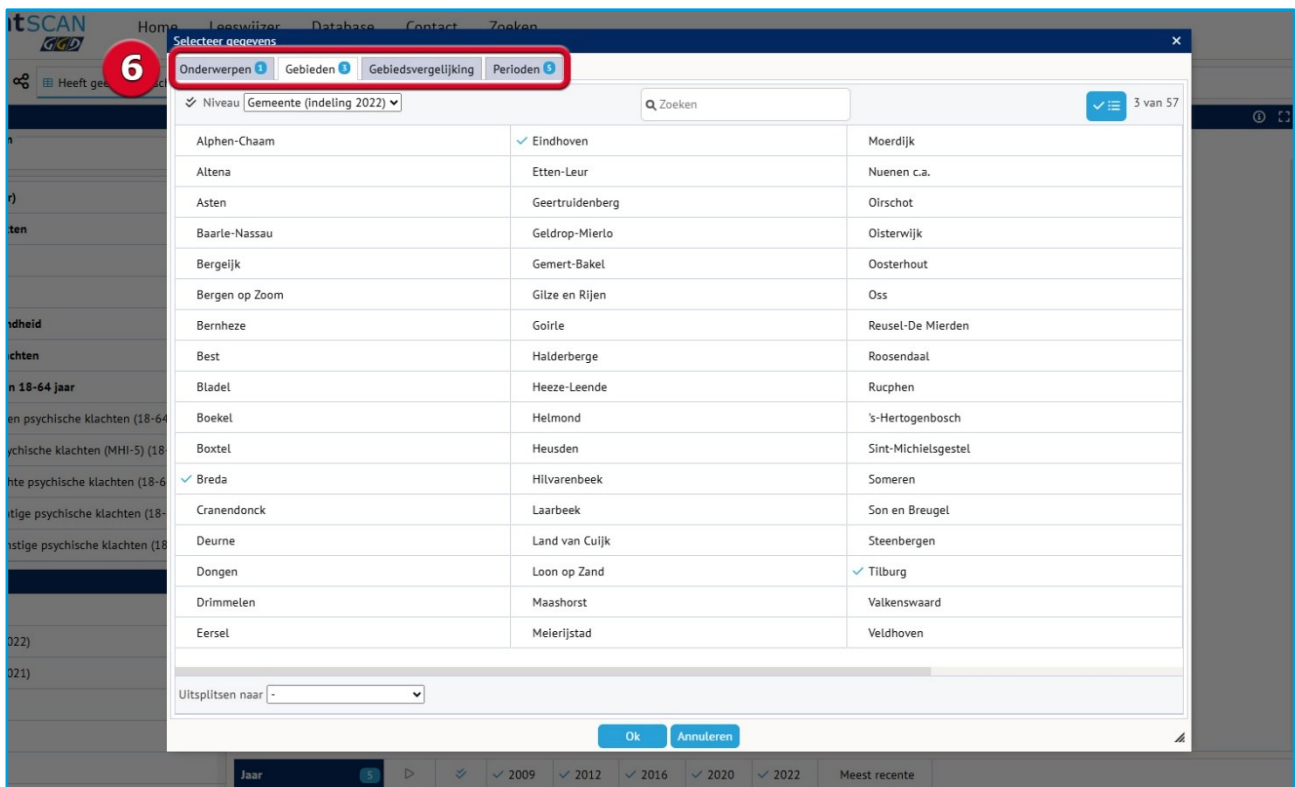 tSCAN
GGD
Home Leeswijzer Database Contact Zoeken
Selecteer gegevens ×
6
Onderwerpen 1 Gebieden 3 Gebiedsvergelijking Perioden 5
Heeft
Niveau Gemeente (indeling 2022) Zoeken 3 van 57
Alphen-Chaam Eindhoven Moerdijk
Altena Etten-Leur Nuenen c.a.
Asten Geertruidenberg Oirschot
r)
Baarle-Nassau Geldrop-Mierlo Oisterwijk
ten
Bergeijk Gemert-Bakel Oosterhout
Bergen op Zoom Gilze en Rijen Oss
Bernheze Goirle Reusel-De Mierden
ndheid
Best Halderberge Roosendaal
chten
Bladel Heeze-Leende Rucphen
n 18-64 jaar
Boekel Helmond 's-Hertogenbosch
en psychische klachten (18-64
Boxtel Heusden Sint-Michielsgestel
ychische klachten (MHI-5) (18-
Breda Hilvarenbeek Someren
hte psychische klachten (18-6
Cranendonck Laarbeek Son en Breugel
tige psychische klachten (18-
Deurne Land van Cuijk Steenbergen
nstige psychische klachten (18
Dongen Loon op Zand Tilburg
Drimmelen Maashorst Valkenswaard
Eersel Meierijstad Veldhoven
022)
021)
Uitsplitsen naar -
Ok Annuleren
Jaar 5 2009 2012 2016 2020 2022 Meest recente